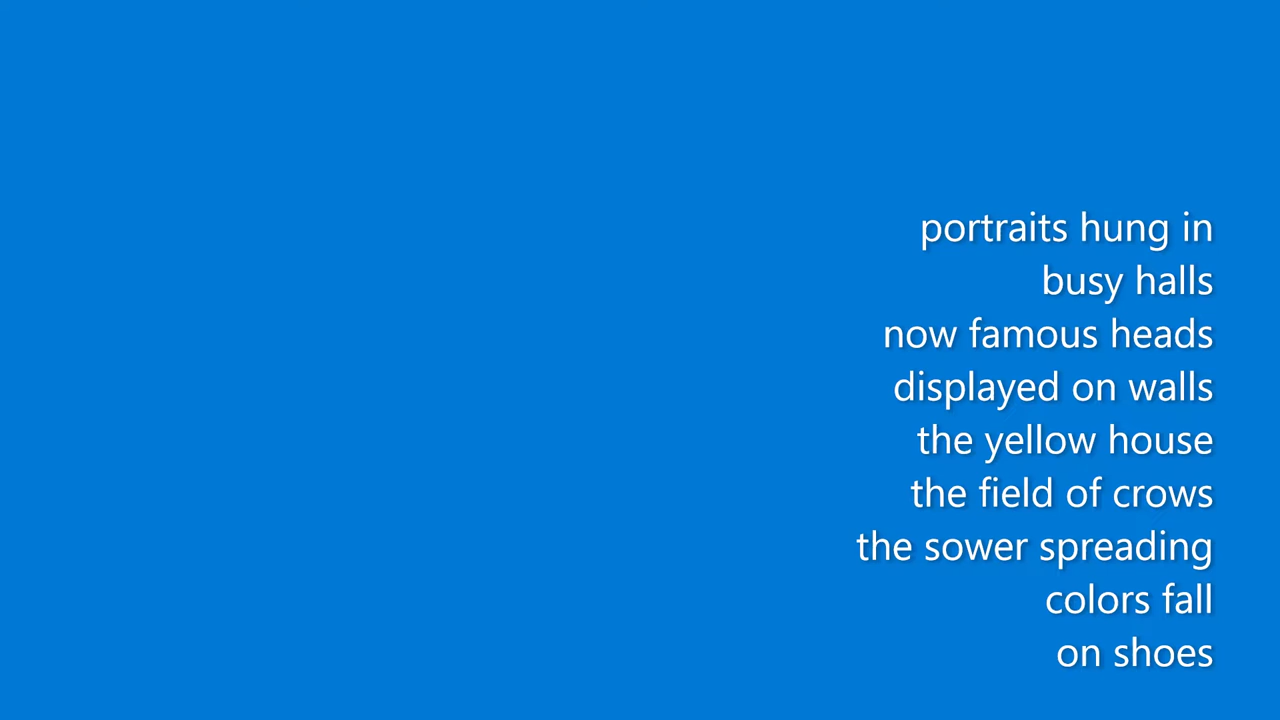 portraits hung in
busy halls
now famous heads
displayed on walls
the yellow house
the field of crows
the sower spreading
colors fall
on shoes